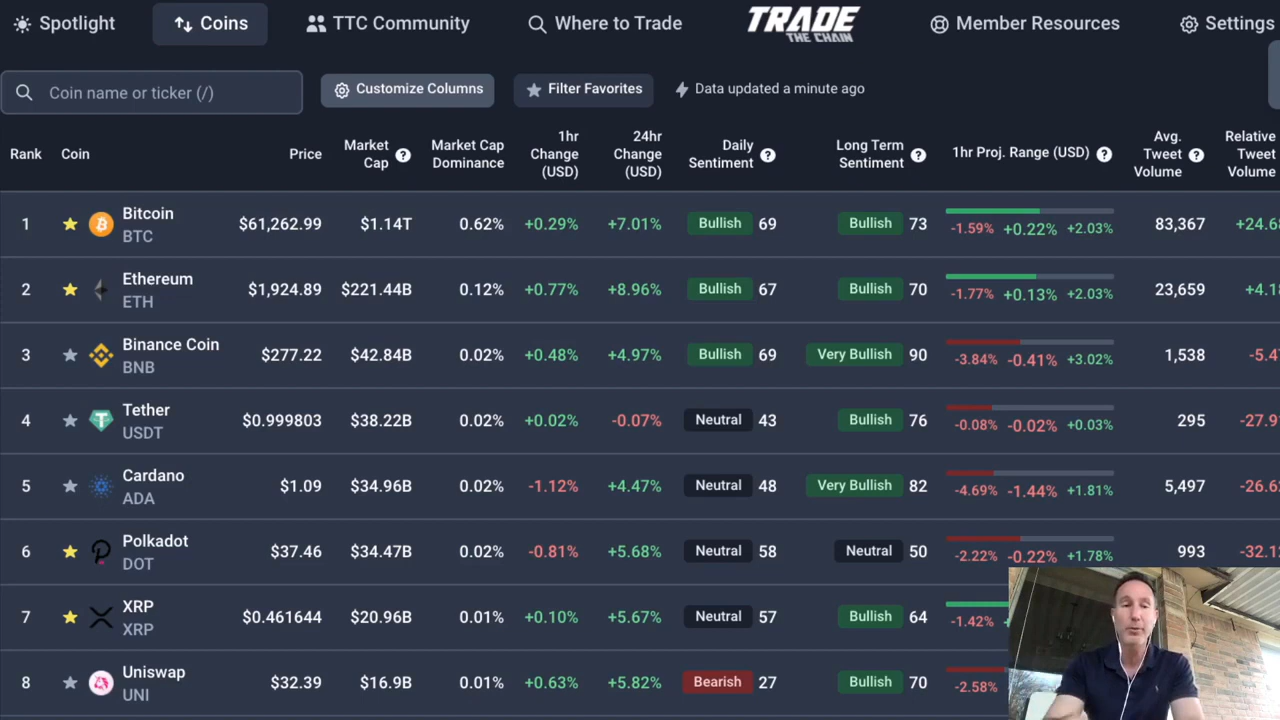 Spotlight
Coins
TTC Community
Where to Trade
TRADE
THE CHAIN
Member Resources
Settings
Coin name or ticker (/)
Customize Columns
Filter Favorites
Data updated a minute ago
Rank
Coin
Price
Market
Cap
?
Market Cap
Dominance
1hr
Change
(USD)
24hr
Change
(USD)
Daily
Sentiment
?
Long Term
Sentiment
?
1hr Proj. Range (USD) ?
Avg.
Tweet
Volume
?
Relative
Tweet
Volume
1 Bitcoin $61,262.99 $1.14T 0.62% +0.29% +7.01% Bullish 69 Bullish 73 -1.59% +0.22% +2.03% 83,367 +24.6
BTC
2 Ethereum $1,924.89 $221.44B 0.12% +0.77% +8.96% Bullish 67 Bullish 70 -1.77% +0.13% +2.03% 23,659 +4.1
ETH
3 Binance Coin $277.22 $42.84B 0.02% +0.48% +4.97% Bullish 69 Very Bullish 90 -3.84% -0.41% +3.02% 1,538 -5.4
BNB
4 Tether $0.999803 $38.22B 0.02% +0.02% -0.07% Neutral 43 Bullish 76 -0.08% -0.02% +0.03% 295 -27.9
USDT
5 Cardano $1.09 $34.96B 0.02% -1.12% +4.47% Neutral 48 Very Bullish 82 -4.69% -1.44% +1.81% 5,497 -26.6
ADA
6 Polkadot $37.46 $34.47B 0.02% -0.81% +5.68% Neutral 58 Neutral 50 -2.22% -0.22% +1.78% 993 -32.1
DOT
7 XRP $0.461644 $20.96B 0.01% +0.10% +5.67% Neutral 57 Bullish 64 -1.42%
XRP
8 Uniswap $32.39 $16.9B 0.01% +0.63% +5.82% Bearish 27 Bullish 70 -2.58%
UNI